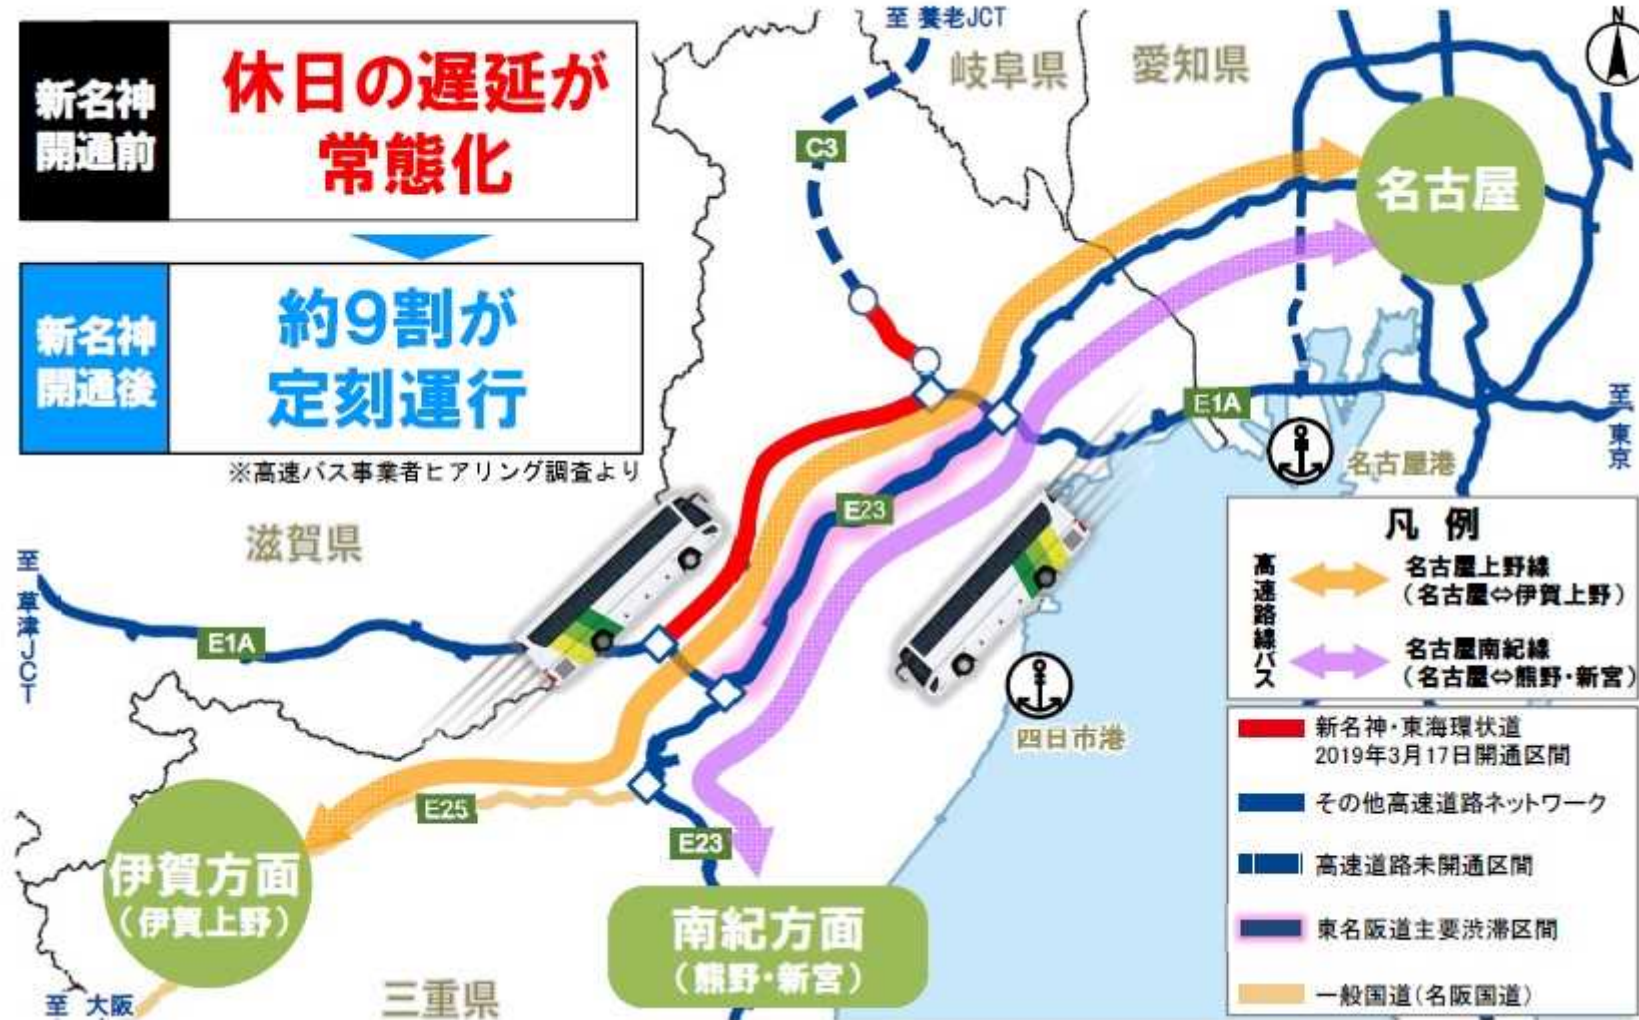 新名神
開通前
休日の遅延が
常態化
新名神
開通後
約9割が
定刻運行
※高速バス事業者ヒアリング調査より
至 養老JCT
岐阜県
愛知県
N
C3
名古屋
E1A
至 東京
名古屋港
E23
滋賀県
至 草津JCT
E1A
四日市港
E25
E23
伊賀方面
(伊賀上野)
南紀方面
(熊野・新宮)
三重県
至 大阪
凡 例
高速路線バス
名古屋上野線
(名古屋⇔伊賀上野)
名古屋南紀線
(名古屋⇔熊野・新宮)
新名神・東海環状道
2019年3月17日開通区間
その他高速道路ネットワーク
高速道路未開通区間
東名阪道主要渋滞区間
一般国道(名阪国道)